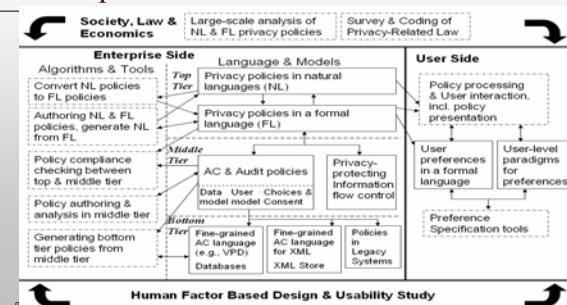 Society, Law &
Economics
Large-scale analysis of
NL & FL privacy policies
Survey & Coding of
Privacy-Related Law
Enterprise Side
Algorithms & Tools
Convert NL policies
to FL policies
Authoring NL & FL
policies, generate NL
from FL
Policy compliance
checking between
top & middle tier
Policy authoring &
analysis in middle tier
Generating bottom
tier policies from
middle tier
Language & Models
Top
Tier
Privacy policies in natural
languages (NL)
Privacy policies in a formal
language (FL)
Middle
Tier
AC & Audit policies
Data User Choices &
model model Consent
Privacy-
protecting
Information
flow control
Bottom
Tier
Fine-grained
AC language
(e.g., VPD)
Databases
Fine-grained
AC language
for XML
XML Store
Policies
in
Legacy
Systems
User Side
Policy processing
& User interaction,
incl. policy
presentation
User
preferences
in a formal
language
User-level
paradigms
for
preferences
Preference
Specification tools
Human Factor Based Design & Usability Study